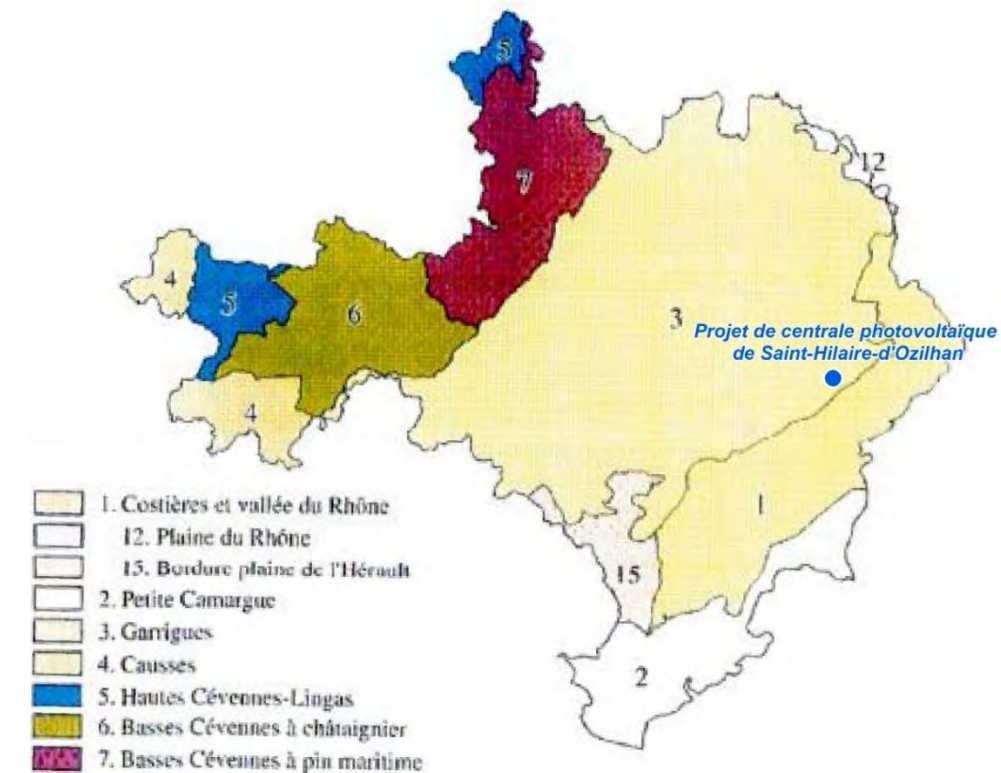 5
7
12
4
5
6
3
Projet de centrale photovoltaïque
de Saint-Hilaire-d'Ozilhan
4
1
15
2
1. Costières et vallée du Rhône
12. Plaine du Rhône
15. Bordure plaine de l'Hérault
2. Petite Camargue
3. Garrigues
4. Causses
5. Hautes Cévennes-Lingas
6. Basses Cévennes à châtaignier
7. Basses Cévennes à pin maritime